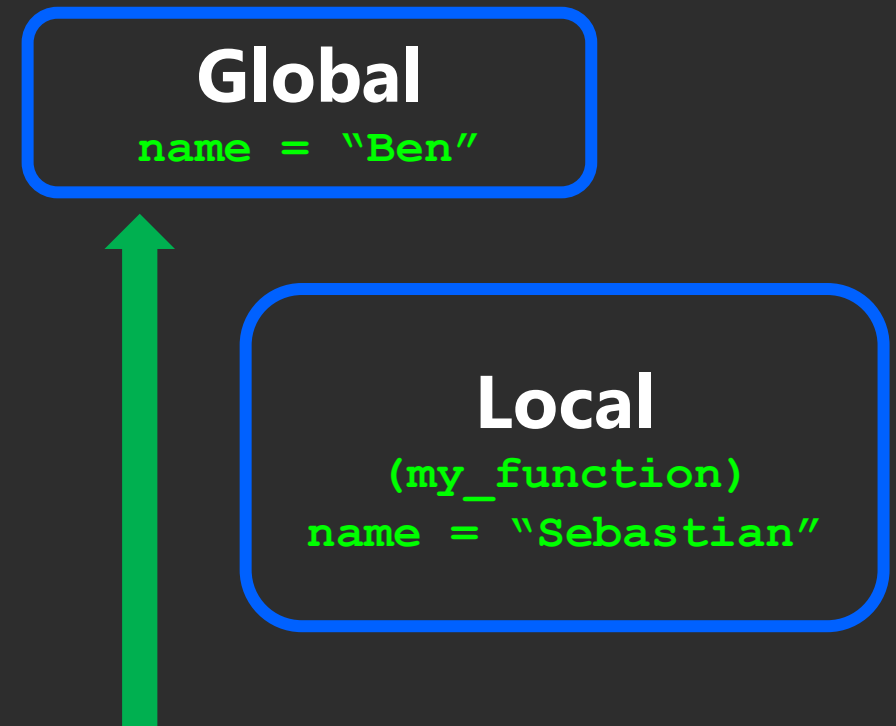 Global
name = “Ben”
Local
(my_function)
name = “Sebastian”